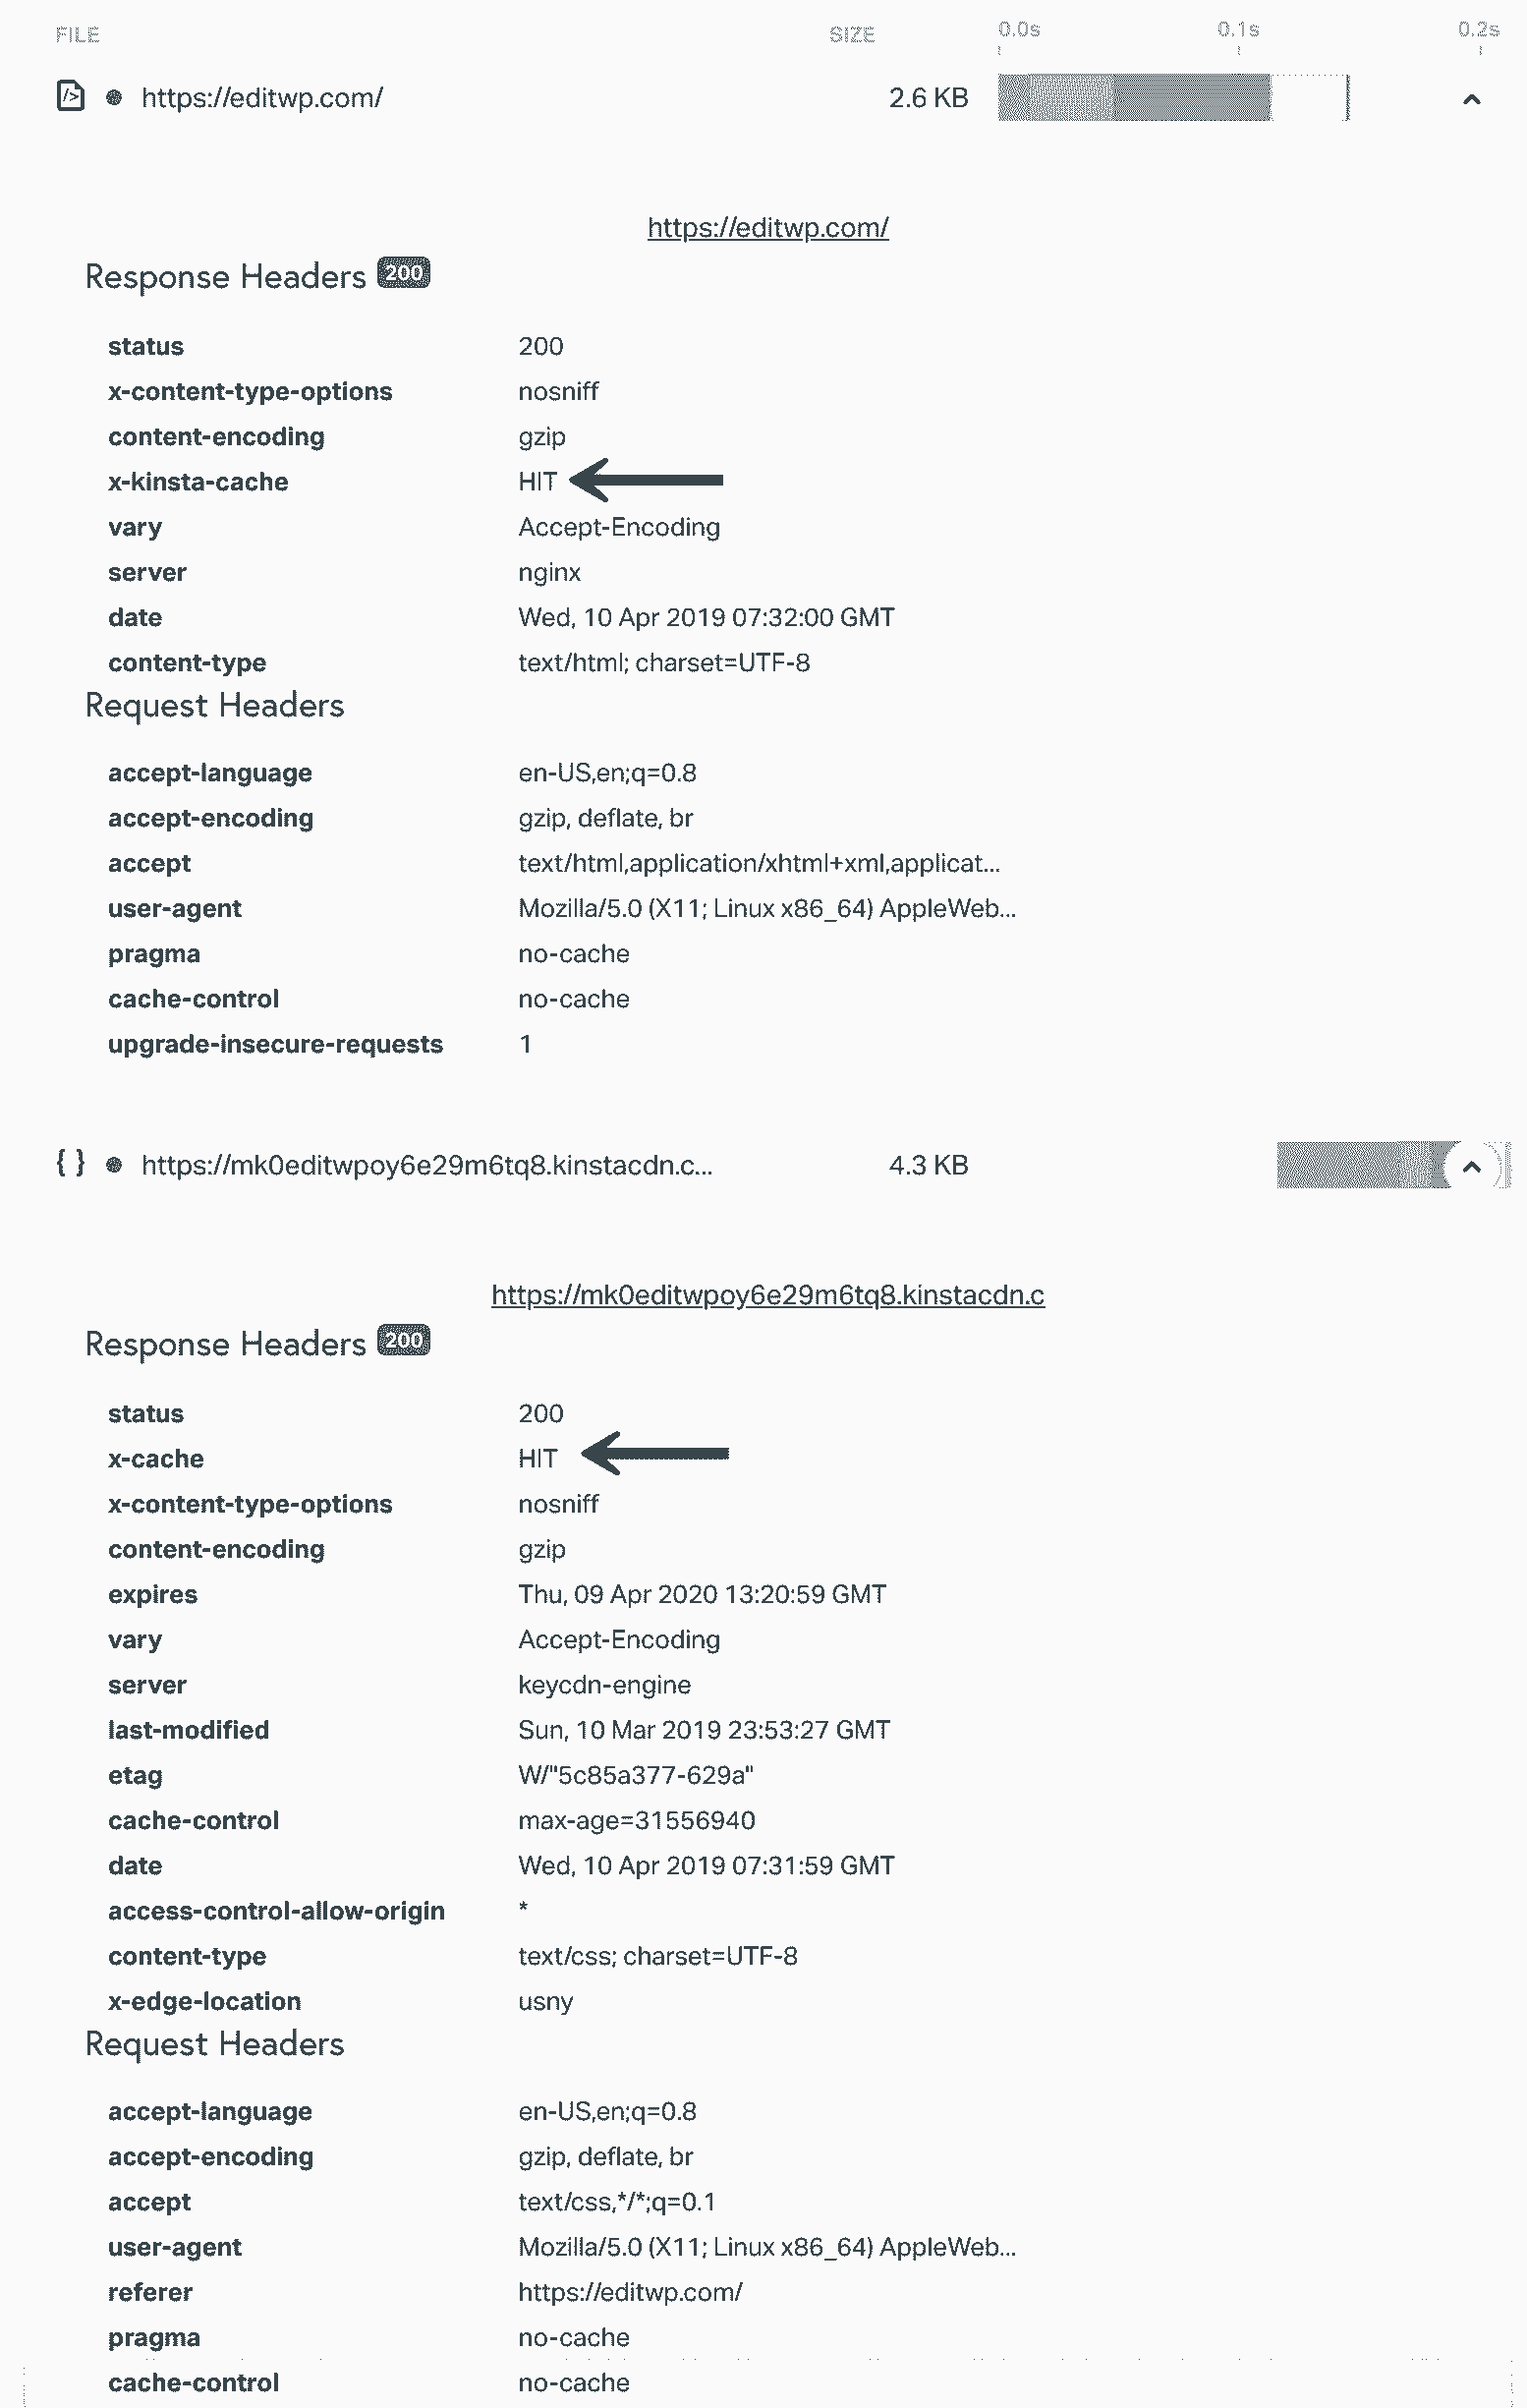 FILE SIZE 0.0s 0.1s 0.2s
https://editwp.com/ 2.6 KB
https://editwp.com/
Response Headers 200
status 200
x-content-type-options nosniff
content-encoding gzip
x-kinsta-cache HIT
vary Accept-Encoding
server nginx
date Wed, 10 Apr 2019 07:32:00 GMT
content-type text/html; charset=UTF-8
Request Headers
accept-language en-US,en;q=0.8
accept-encoding gzip, deflate, br
accept text/html,application/xhtml+xml,applicat...
user-agent Mozilla/5.0 (X11; Linux x86_64) AppleWeb...
pragma no-cache
cache-control no-cache
upgrade-insecure-requests 1
{ } https://mk0editwpoy6e29m6tq8.kinstacdn.c... 4.3 KB
https://mk0editwpoy6e29m6tq8.kinstacdn.c
Response Headers 200
status 200
x-cache HIT
x-content-type-options nosniff
content-encoding gzip
expires Thu, 09 Apr 2020 13:20:59 GMT
vary Accept-Encoding
server keycdn-engine
last-modified Sun, 10 Mar 2019 23:53:27 GMT
etag W/"5c85a377-629a"
cache-control max-age=31556940
date Wed, 10 Apr 2019 07:31:59 GMT
access-control-allow-origin *
content-type text/css; charset=UTF-8
x-edge-location usny
Request Headers
accept-language en-US,en;q=0.8
accept-encoding gzip, deflate, br
accept text/css,*/*;q=0.1
user-agent Mozilla/5.0 (X11; Linux x86_64) AppleWeb...
referer https://editwp.com/
pragma no-cache
cache-control no-cache